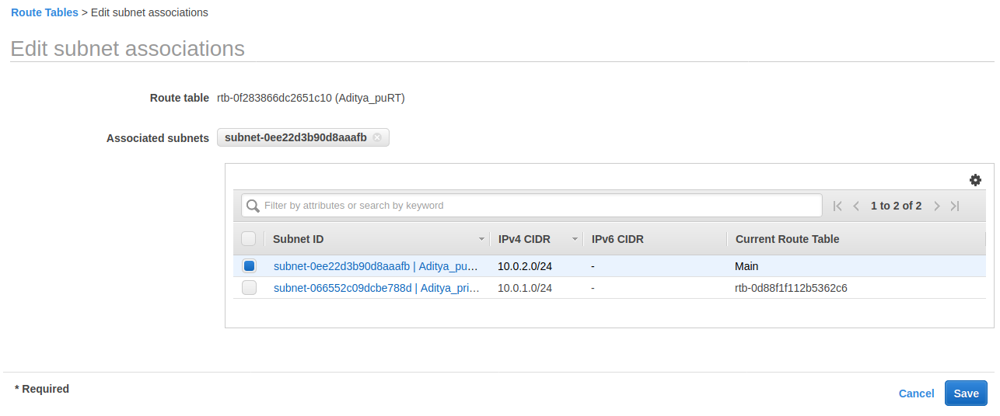 Route Tables > Edit subnet associations
Edit subnet associations
Route table rtb-0f283866dc2651c10 (Aditya_puRT)
Associated subnets subnet-0ee22d3b90d8aaafb
Filter by attributes or search by keyword 1 to 2 of 2
Subnet ID IPv4 CIDR IPv6 CIDR Current Route Table
subnet-0ee22d3b90d8aaafb | Aditya_pu… 10.0.2.0/24 - Main
subnet-066552c09dcbe788d | Aditya_pri… 10.0.1.0/24 - rtb-0d88f1f112b5362c6
* Required Cancel Save